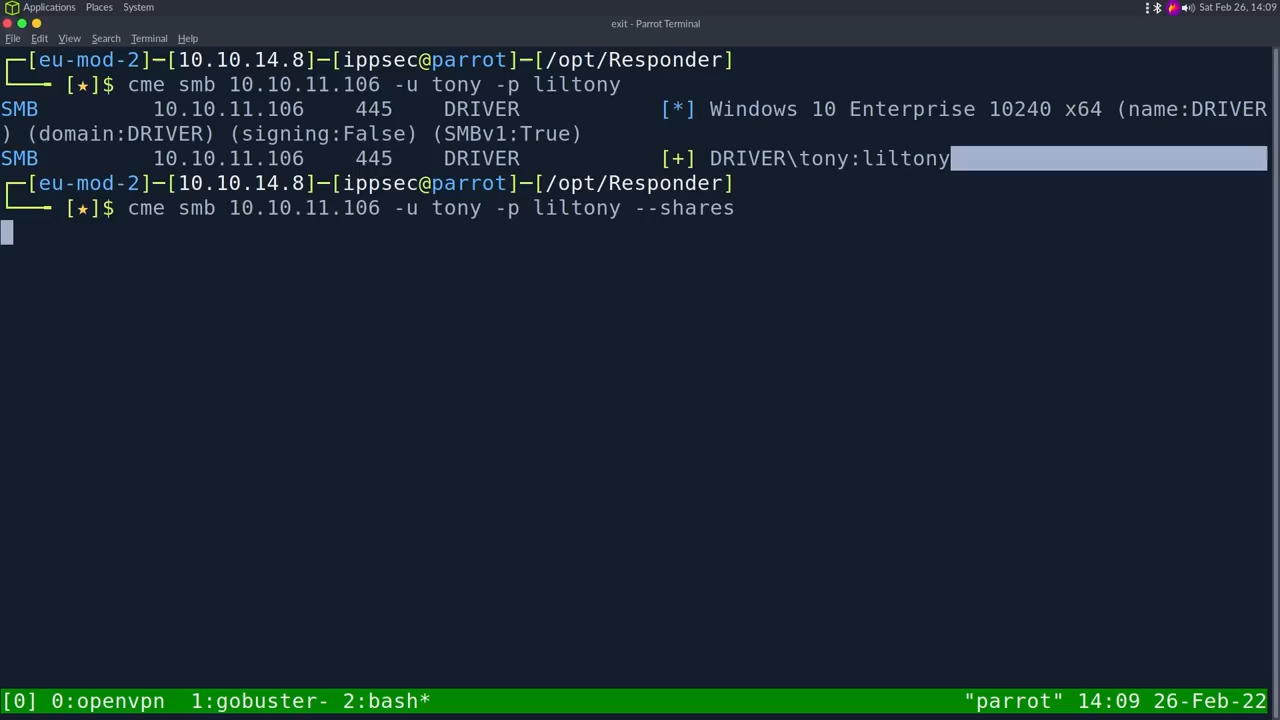 Applications Places System Sat Feb 26, 14:09
exit - Parrot Terminal
File Edit View Search Terminal Help
┌─[eu-mod-2]─[10.10.14.8]─[ippsec@parrot]─[/opt/Responder]
└──╼ [★]$ cme smb 10.10.11.106 -u tony -p liltony
SMB 10.10.11.106 445 DRIVER [*] Windows 10 Enterprise 10240 x64 (name:DRIVER
) (domain:DRIVER) (signing:False) (SMBv1:True)
SMB 10.10.11.106 445 DRIVER [+] DRIVER\tony:liltony
┌─[eu-mod-2]─[10.10.14.8]─[ippsec@parrot]─[/opt/Responder]
└──╼ [★]$ cme smb 10.10.11.106 -u tony -p liltony --shares
[0] 0:openvpn 1:gobuster- 2:bash* "parrot" 14:09 26-Feb-22